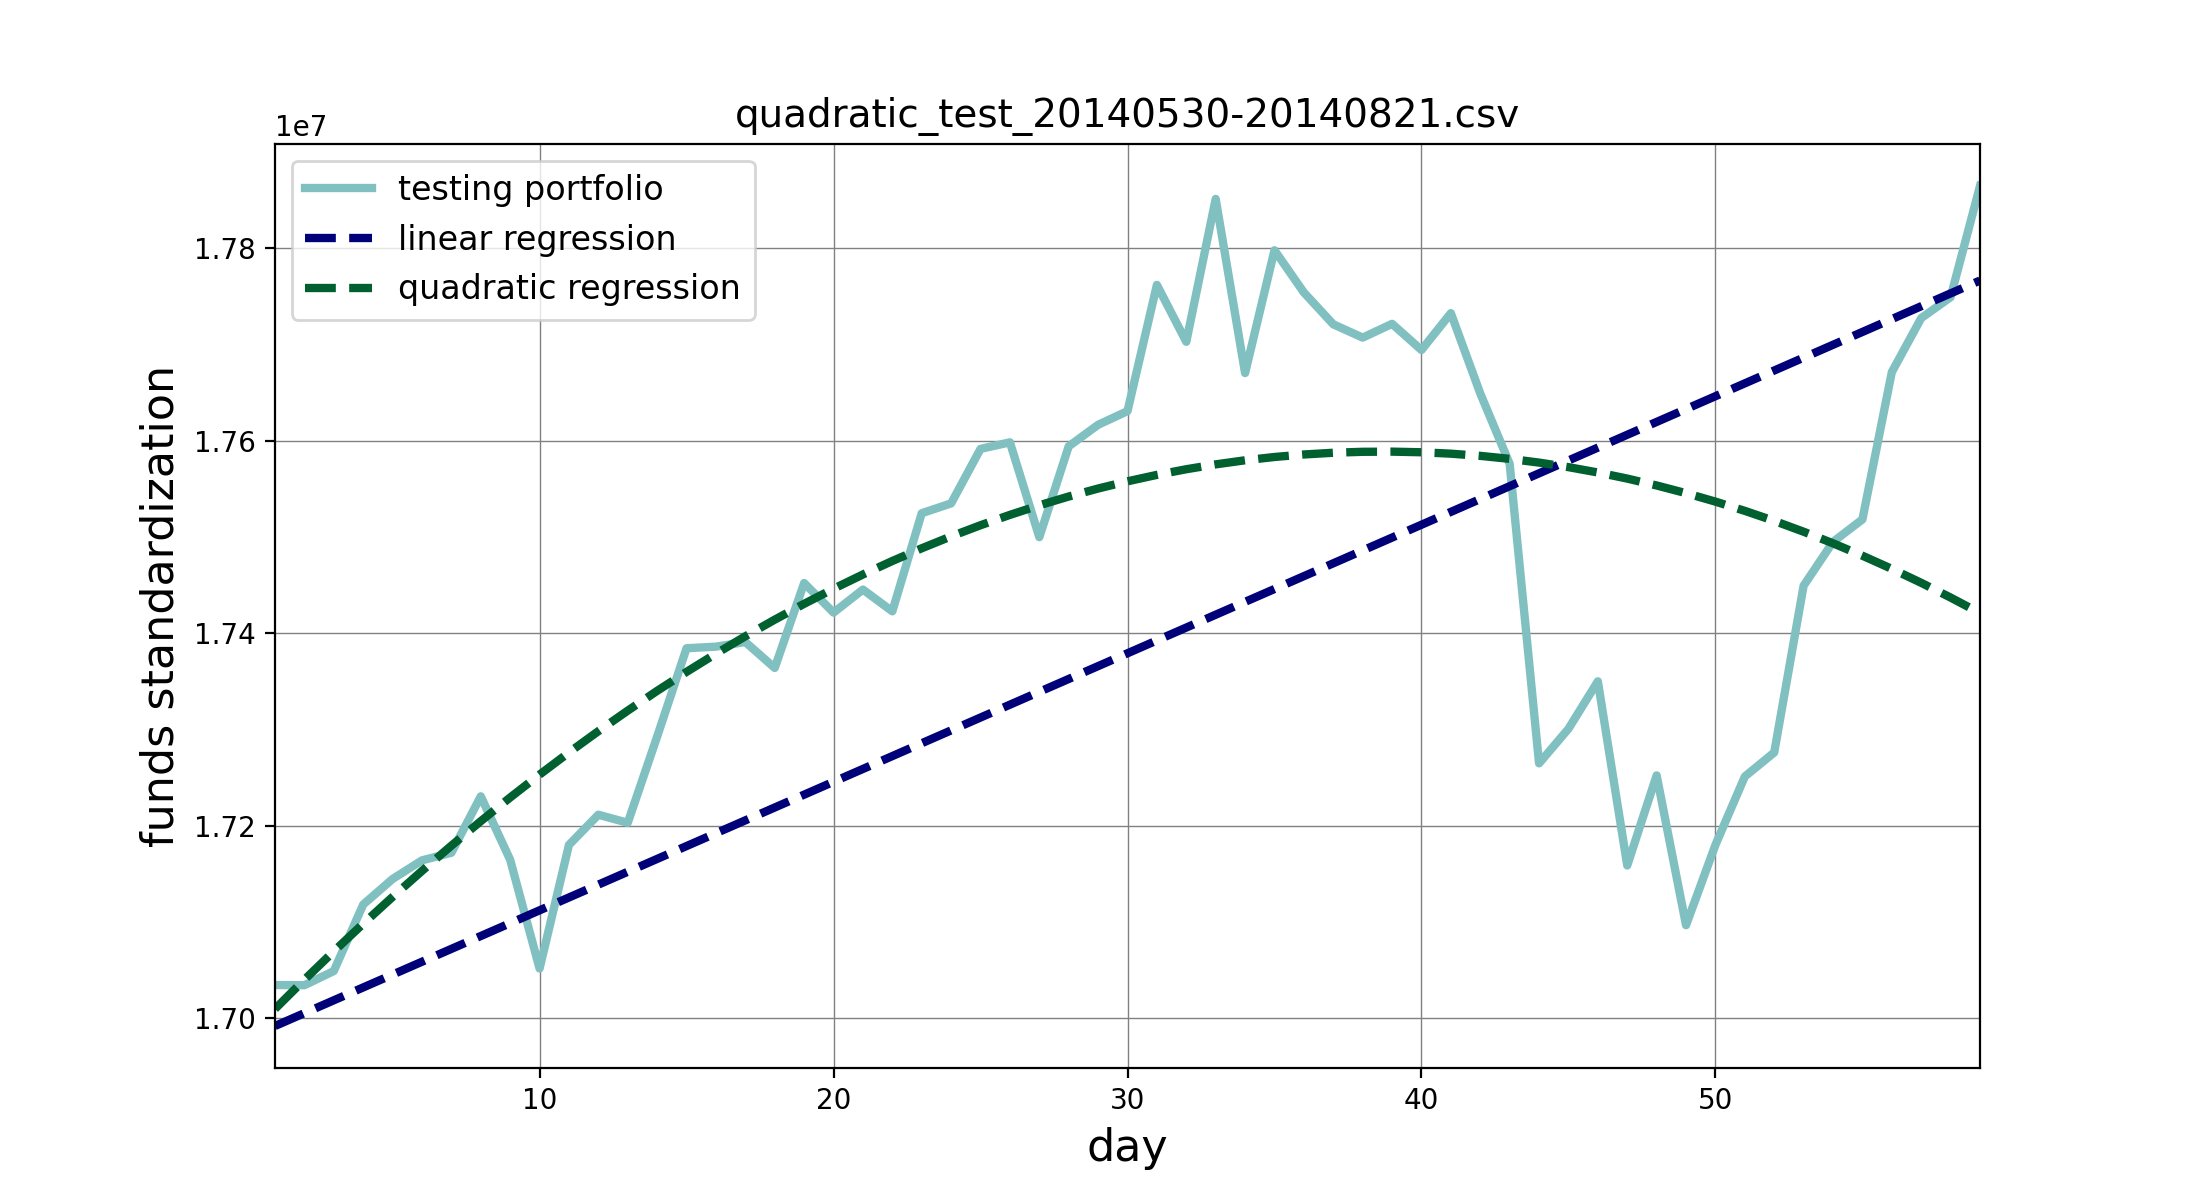 quadratic_test_20140530-20140821.csv
1e7
testing portfolio
linear regression
quadratic regression
1.78
1.76
1.74
1.72
1.70
funds standardization
10 20 30 40 50
day